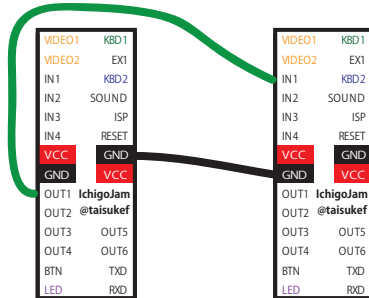 VIDEO1 KBD1
VIDEO2 EX1
IN1 KBD2
IN2 SOUND
IN3 ISP
IN4 RESET
VCC GND
GND VCC
OUT1 IchigoJam
OUT2 @taisukef
OUT3 OUT5
OUT4 OUT6
BTN TXD
LED RXD
VIDEO1 KBD1
VIDEO2 EX1
IN1 KBD2
IN2 SOUND
IN3 ISP
IN4 RESET
VCC GND
GND VCC
OUT1 IchigoJam
OUT2 @taisukef
OUT3 OUT5
OUT4 OUT6
BTN TXD
LED RXD